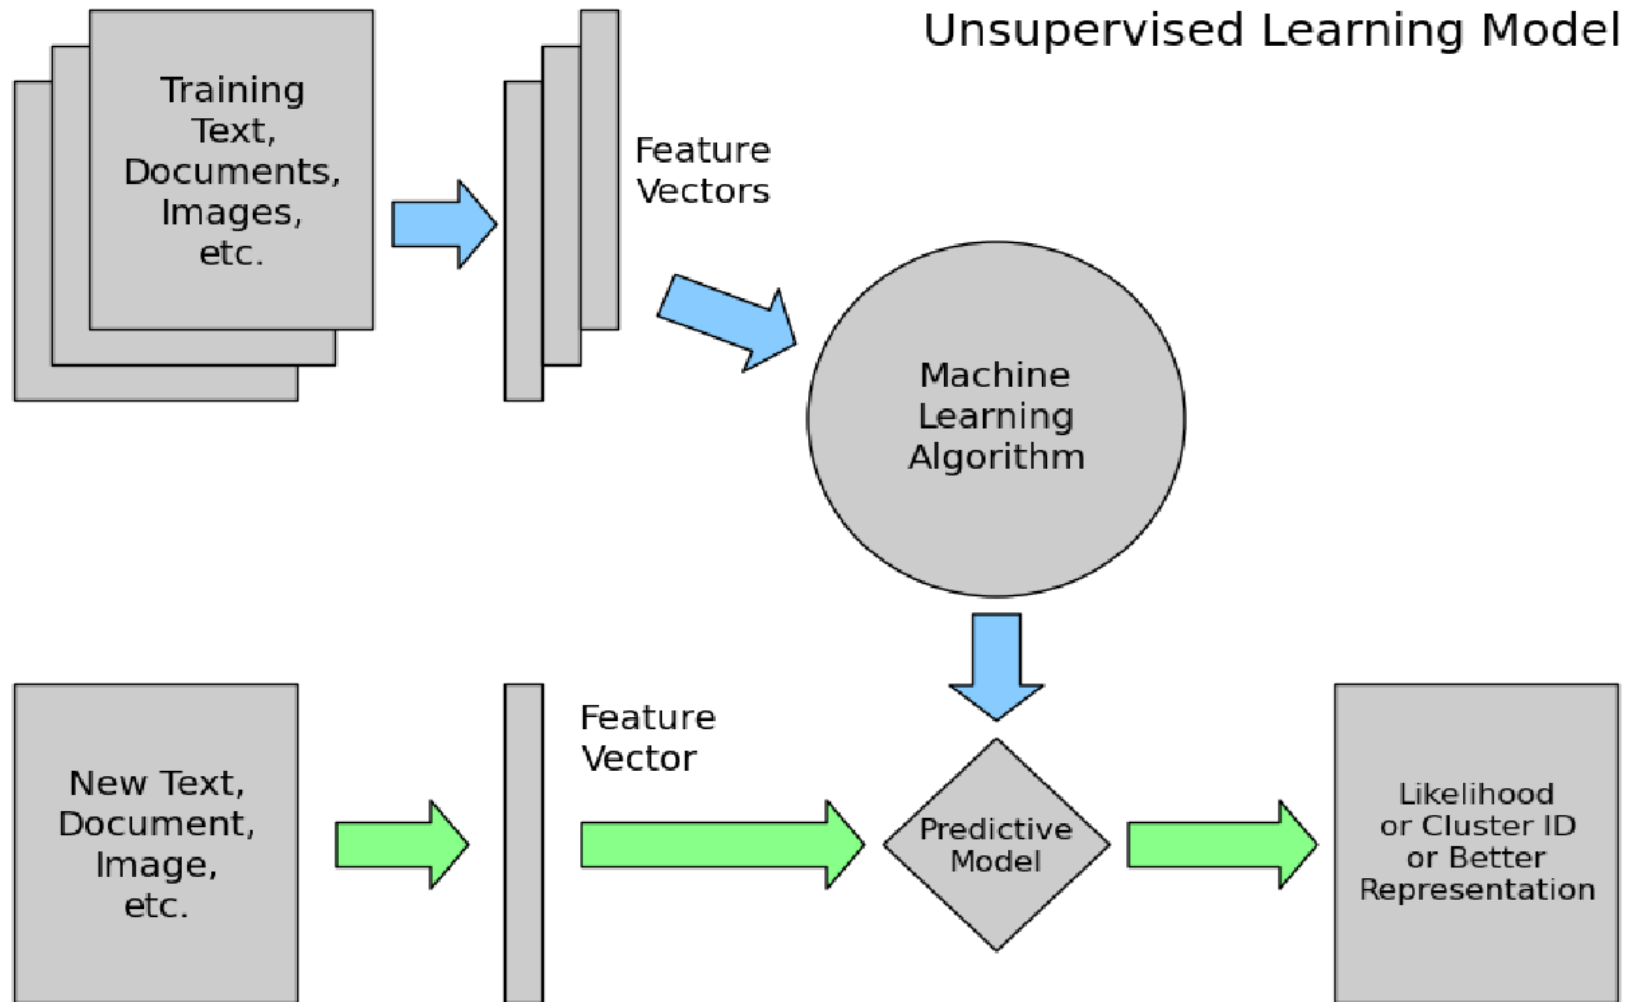 Unsupervised Learning Model
Training
Text,
Documents,
Images,
etc.
Feature
Vectors
Machine
Learning
Algorithm
New Text,
Document,
Image,
etc.
Feature
Vector
Predictive
Model
Likelihood
or Cluster ID
or Better
Representation